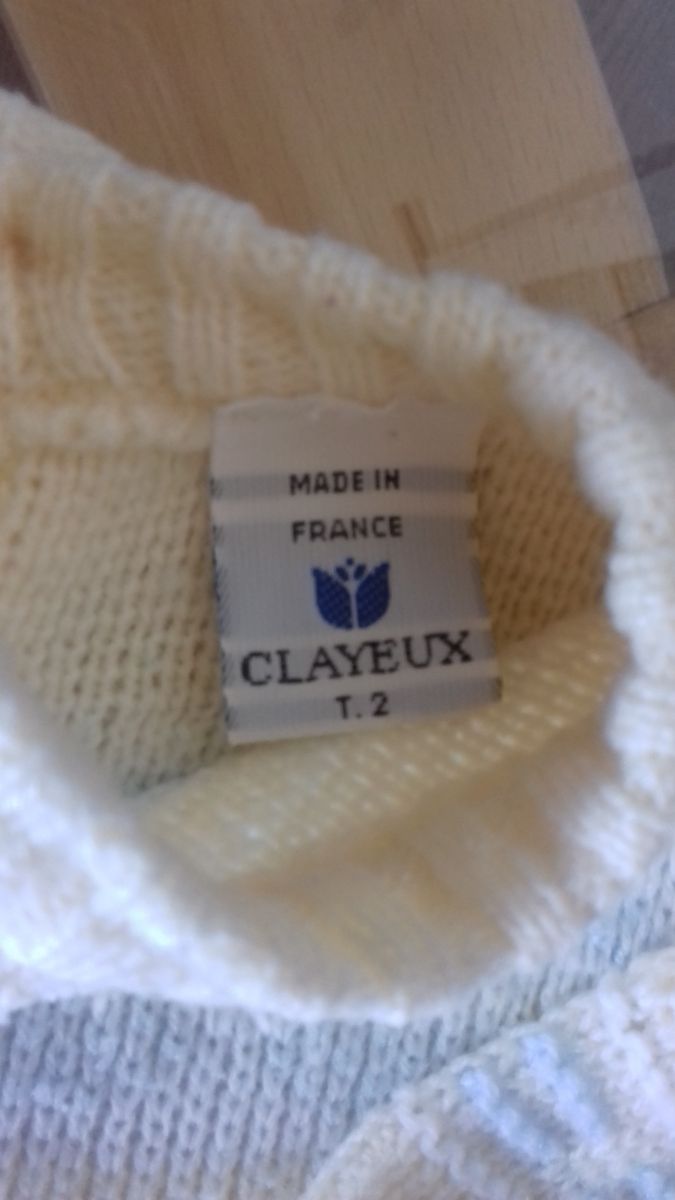 MADE IN
FRANCE
CLAYEUX
T. 2